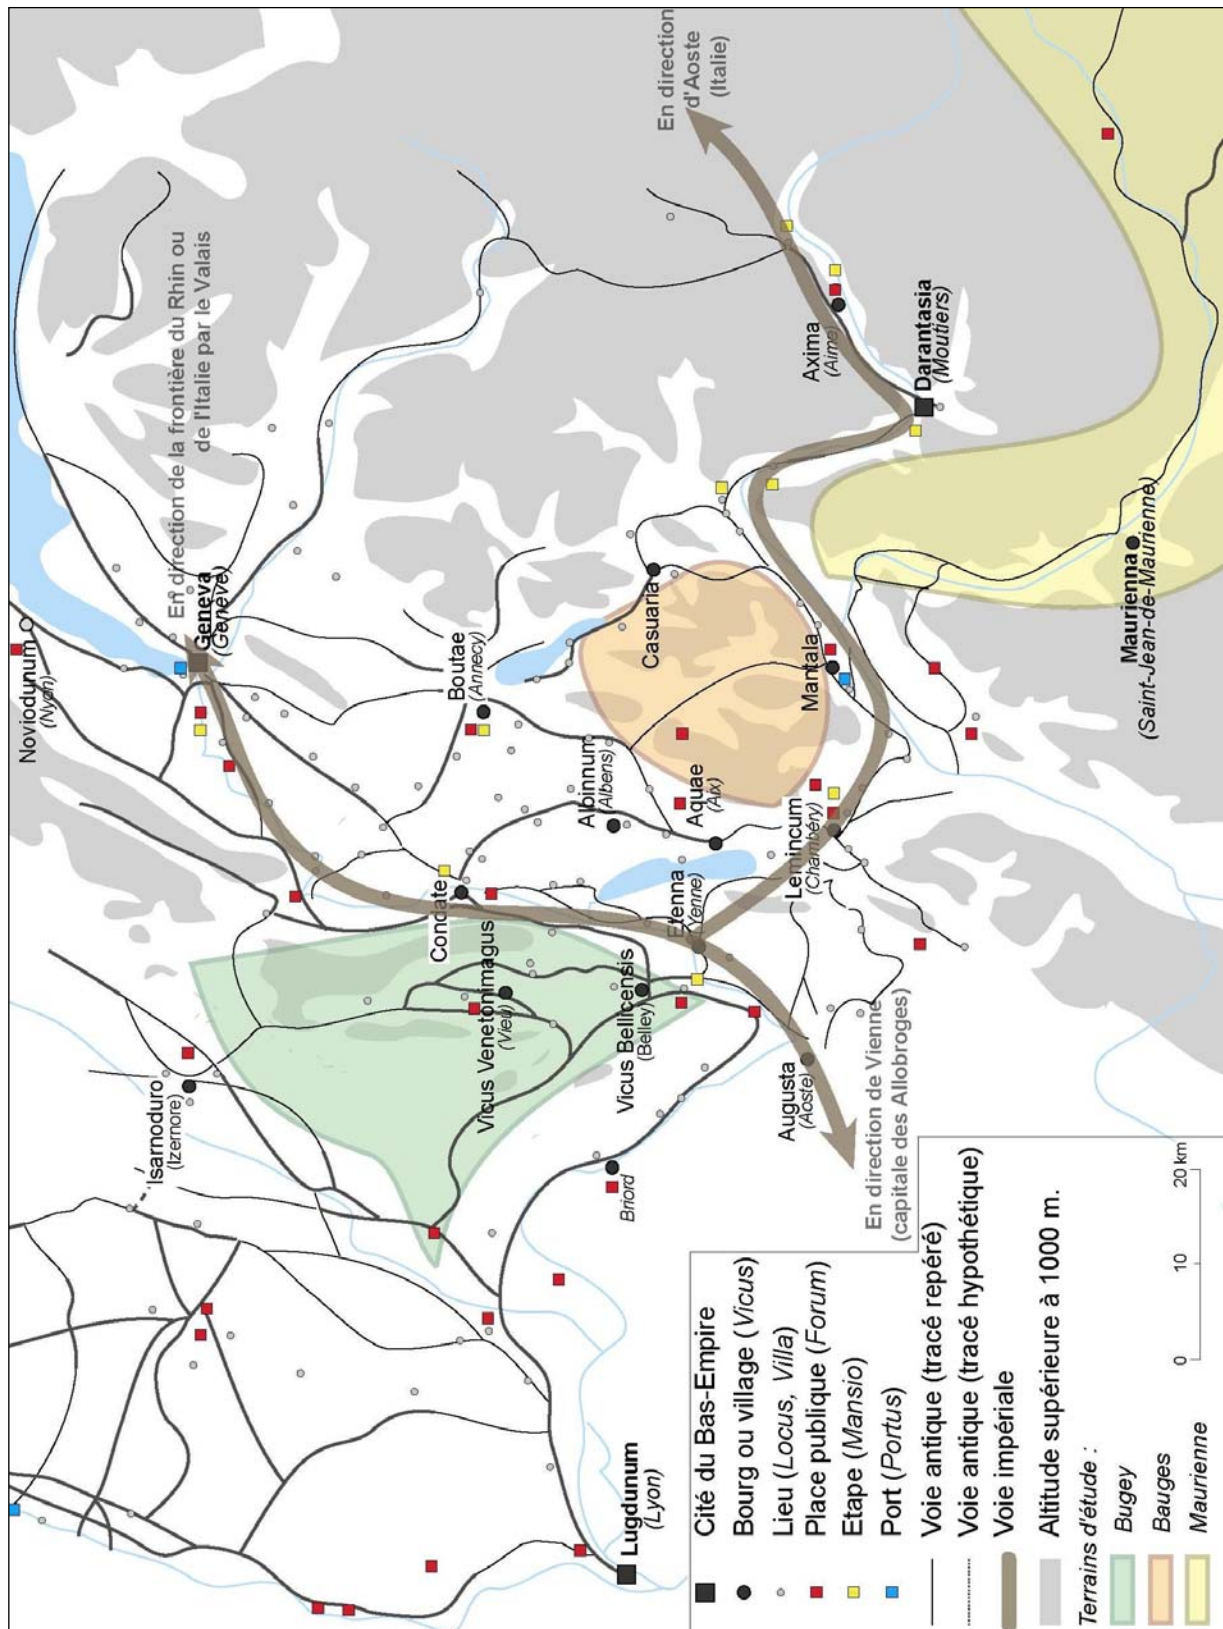 En direction de la frontière du Rhin ou
de l'Italie par le Valais
Noviodunum
(Nyon)
Geneva
(Genève)
En direction
d'Aoste
(Italie)
Isarnoduro
(Izernore)
Boutae
(Annecy)
Condate
Albinnum
(Albens)
Casuaria
Vicus Venetonimagus
(Vieu)
Aquae
(Aix)
Axima
(Aime)
Etenna
(Yenne)
Vicus Bellicensis
(Belley)
Mantala
Lemincum
(Chambéry)
Darantasia
(Moutiers)
Briord
Augusta
(Aoste)
Maurienna
(Saint-Jean-de-Maurienne)
Lugdunum
(Lyon)
En direction de Vienne
(capitale des Allobroges)
Cité du Bas-Empire
Bourg ou village (Vicus)
Lieu (Locus, Villa)
Place publique (Forum)
Etape (Mansio)
Port (Portus)
Voie antique (tracé repéré)
Voie antique (tracé hypothétique)
Voie impériale
Altitude supérieure à 1000 m.
Terrains d'étude :
Bugey
Bauges
Maurienne
0 10 20 km